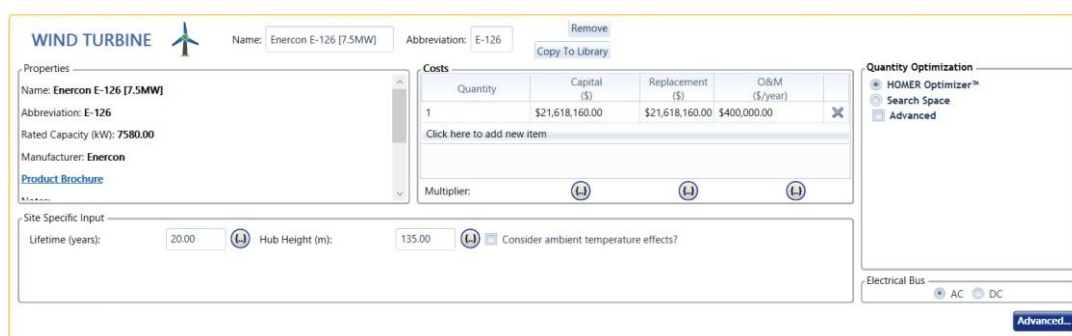 WIND TURBINE
Name: Enercon E-126 [7.5MW] Abbreviation: E-126
Remove
Copy To Library
Properties
Name: Enercon E-126 [7.5MW]
Abbreviation: E-126
Rated Capacity (kW): 7580.00
Manufacturer: Enercon
Product Brochure
Costs
Quantity Capital ($) Replacement ($) O&M ($/year)
1 $21,618,160.00 $21,618,160.00 $400,000.00
Click here to add new item
Multiplier: (..) (..) (..)
Quantity Optimization
HOMER Optimizer™
Search Space
Advanced
Site Specific Input
Lifetime (years): 20.00 (..) Hub Height (m): 135.00 (..) Consider ambient temperature effects?
Electrical Bus
AC DC
Advanced...